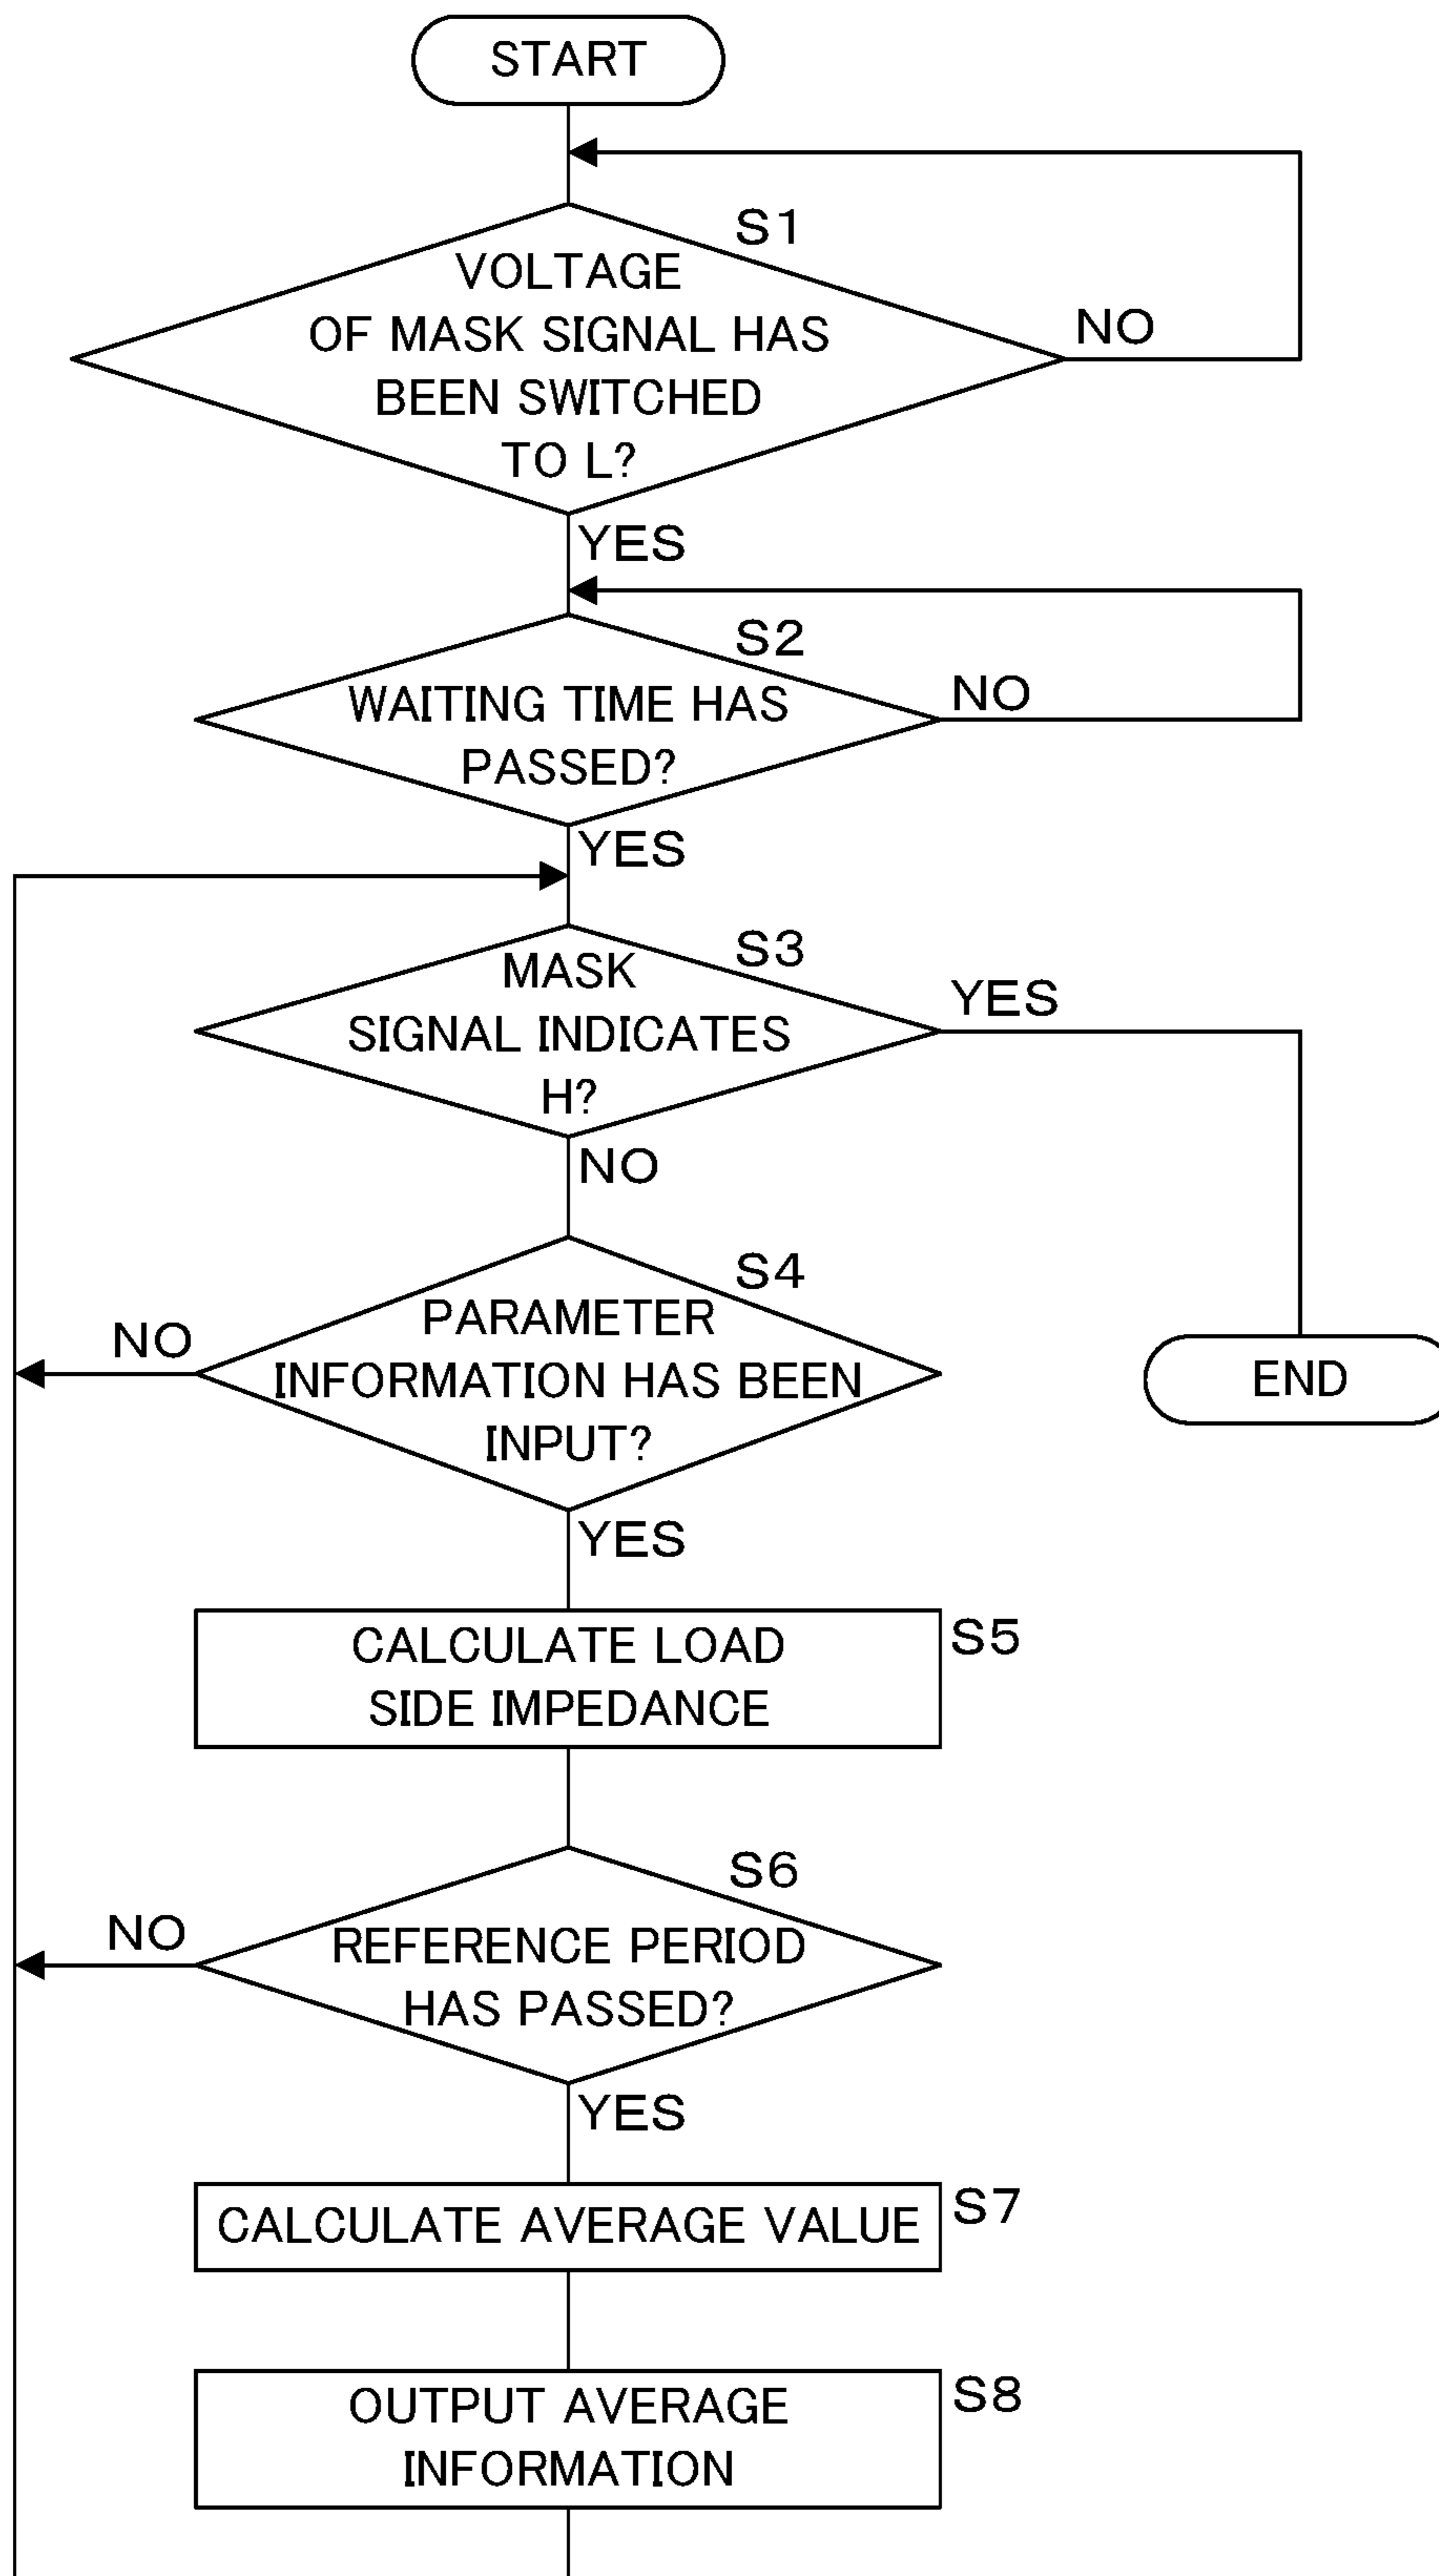 START
S1
VOLTAGE
OF MASK SIGNAL HAS
BEEN SWITCHED
TO L?
NO
YES
S2
WAITING TIME HAS
PASSED?
NO
YES
S3
MASK
SIGNAL INDICATES
H?
YES
NO
S4
PARAMETER
INFORMATION HAS BEEN
INPUT?
NO
END
YES
CALCULATE LOAD
SIDE IMPEDANCE
S5
S6
REFERENCE PERIOD
HAS PASSED?
NO
YES
CALCULATE AVERAGE VALUE
S7
OUTPUT AVERAGE
INFORMATION
S8